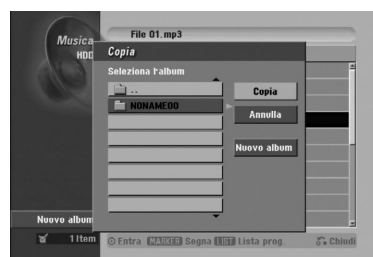 File 01.mp3
Musica
HDD
Copia
Seleziona l'album
..
Copia
NONAME00
Annulla
Nuovo album
Nuovo album
1 Item
Entra MARKER Segna LIST Lista prog. Chiudi